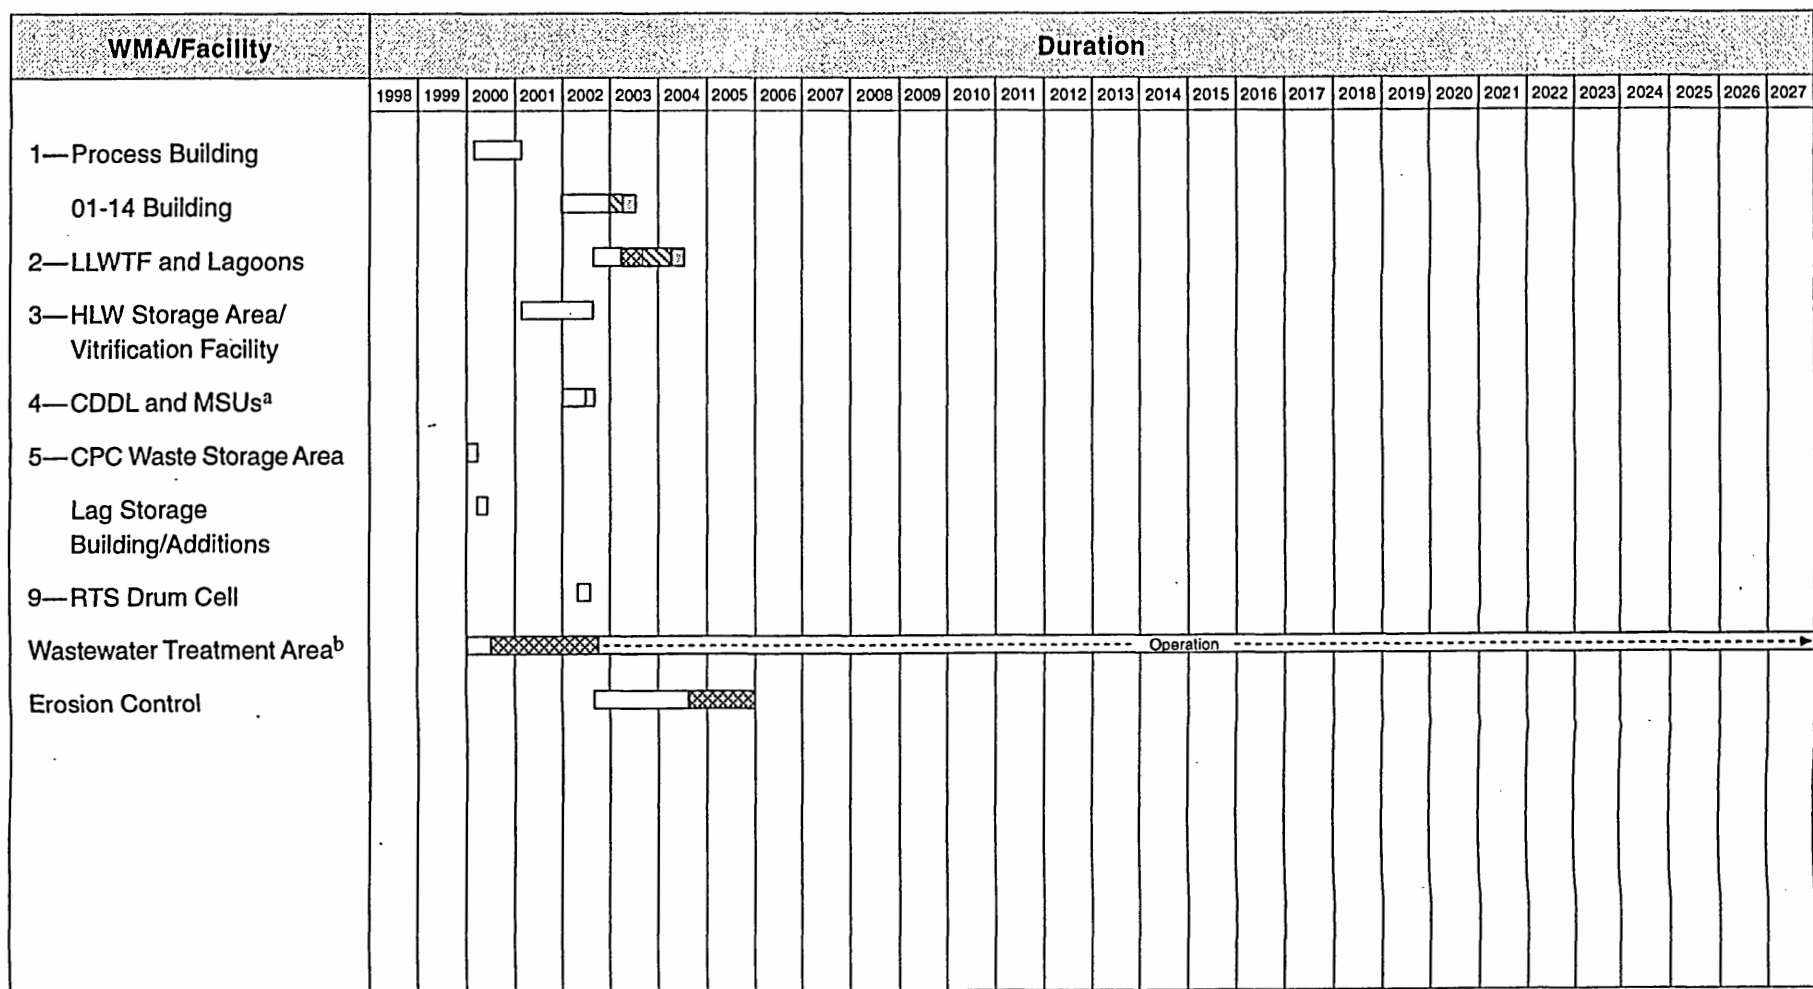 WMA/Facility Duration
1998 1999 2000 2001 2002 2003 2004 2005 2006 2007 2008 2009 2010 2011 2012 2013 2014 2015 2016 2017 2018 2019 2020 2021 2022 2023 2024 2025 2026 2027
1—Process Building
01-14 Building
2—LLWTF and Lagoons
3—HLW Storage Area/
Vitrification Facility
4—CDDL and MSUsᵃ
5—CPC Waste Storage Area
Lag Storage
Building/Additions
9—RTS Drum Cell
Wastewater Treatment Areaᵇ Operation
Erosion Control